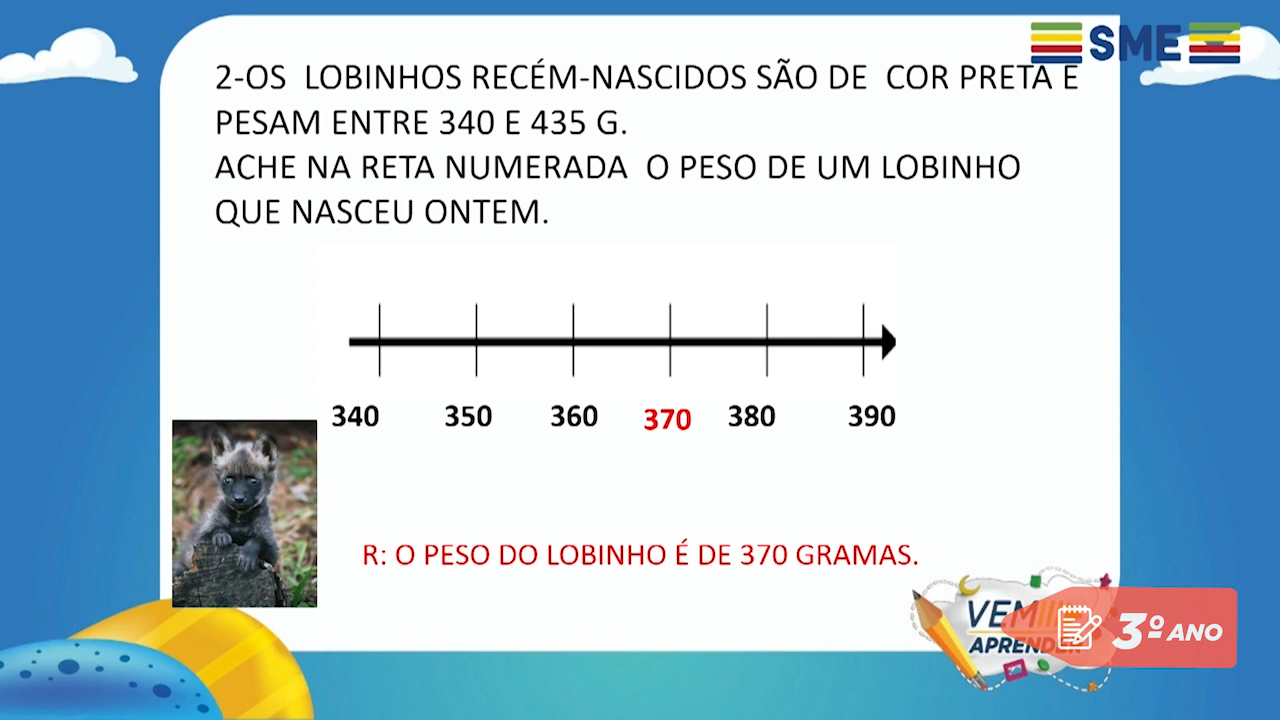 SME
2-OS LOBINHOS RECÉM-NASCIDOS SÃO DE COR PRETA E
PESAM ENTRE 340 E 435 G.
ACHE NA RETA NUMERADA O PESO DE UM LOBINHO
QUE NASCEU ONTEM.
340 350 360 370 380 390
R: O PESO DO LOBINHO É DE 370 GRAMAS.
VEM
APRENDER
3º ANO